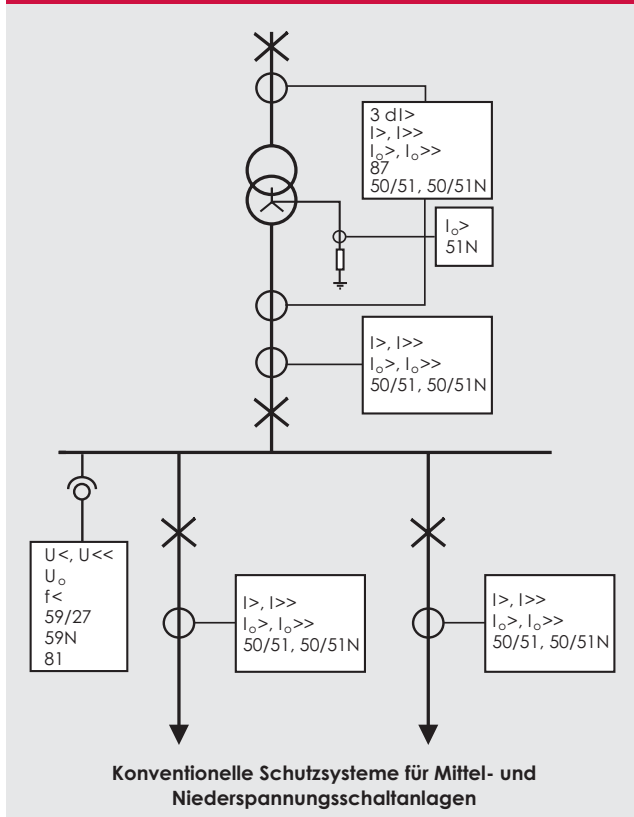 3 dI>
I>, I>>
Io>, Io>>
87
50/51, 50/51N
Io>
51N
I>, I>>
Io>, Io>>
50/51, 50/51N
U<, U<<
Uo
f<
59/27
59N
81
I>, I>>
Io>, Io>>
50/51, 50/51N
I>, I>>
Io>, Io>>
50/51, 50/51N
Konventionelle Schutzsysteme für Mittel- und
Niederspannungsschaltanlagen